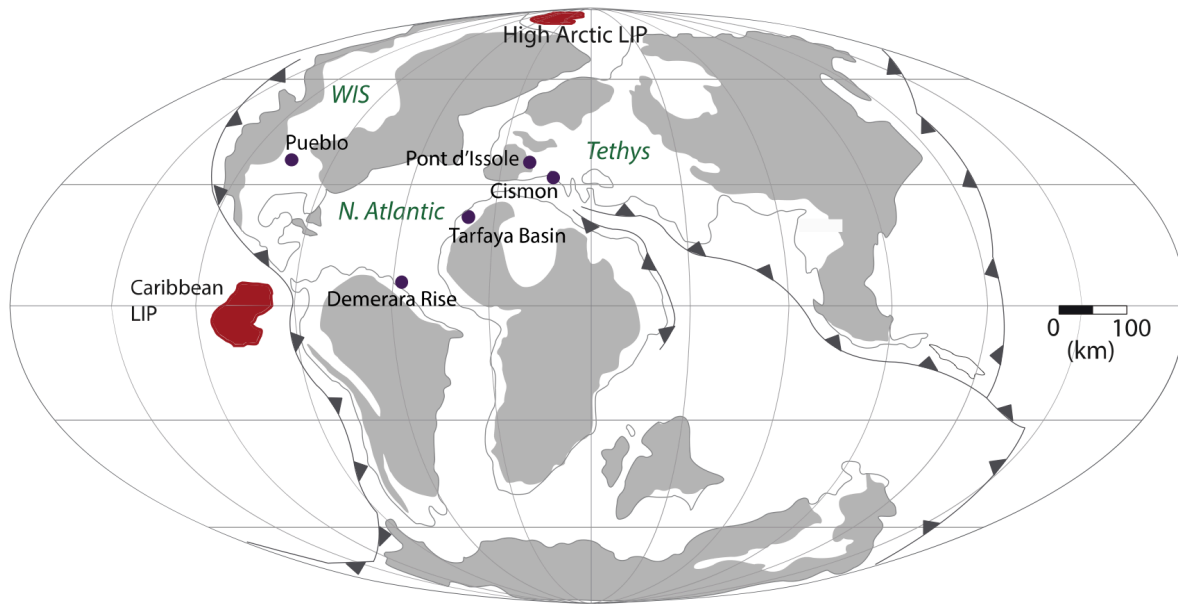 High Arctic LIP
WIS
Pueblo
Pont d'Issole
Tethys
Cismon
N. Atlantic
Tarfaya Basin
Caribbean
LIP
Demerara Rise
0 100
(km)